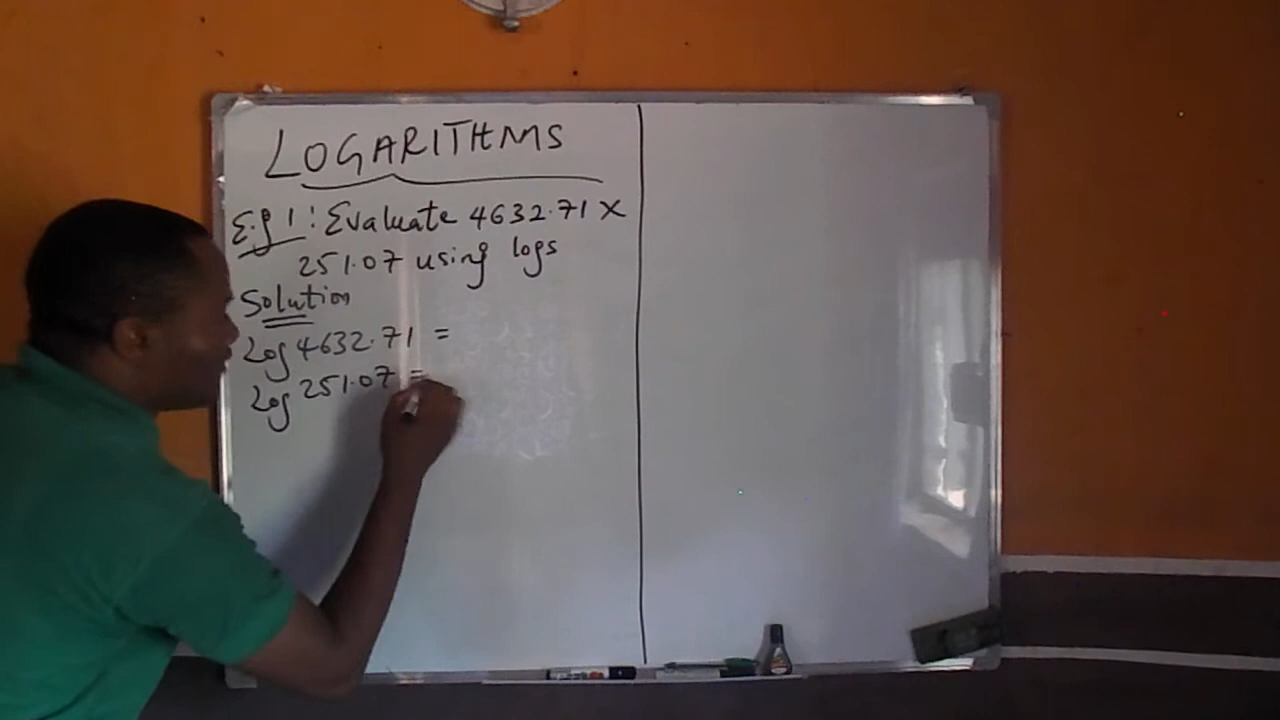 LOGARITHMS
E.g 1: Evaluate 4632.71 X
251.07 using logs
Solution
Log 4632.71 =
Log 251.07 =